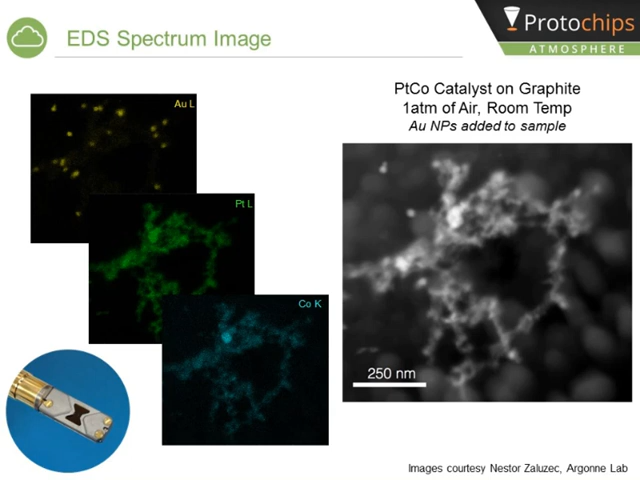 EDS Spectrum Image
Protochips
ATMOSPHERE
PtCo Catalyst on Graphite
1atm of Air, Room Temp
Au NPs added to sample
Au L
Pt L
Co K
250 nm
Images courtesy Nestor Zaluzec, Argonne Lab